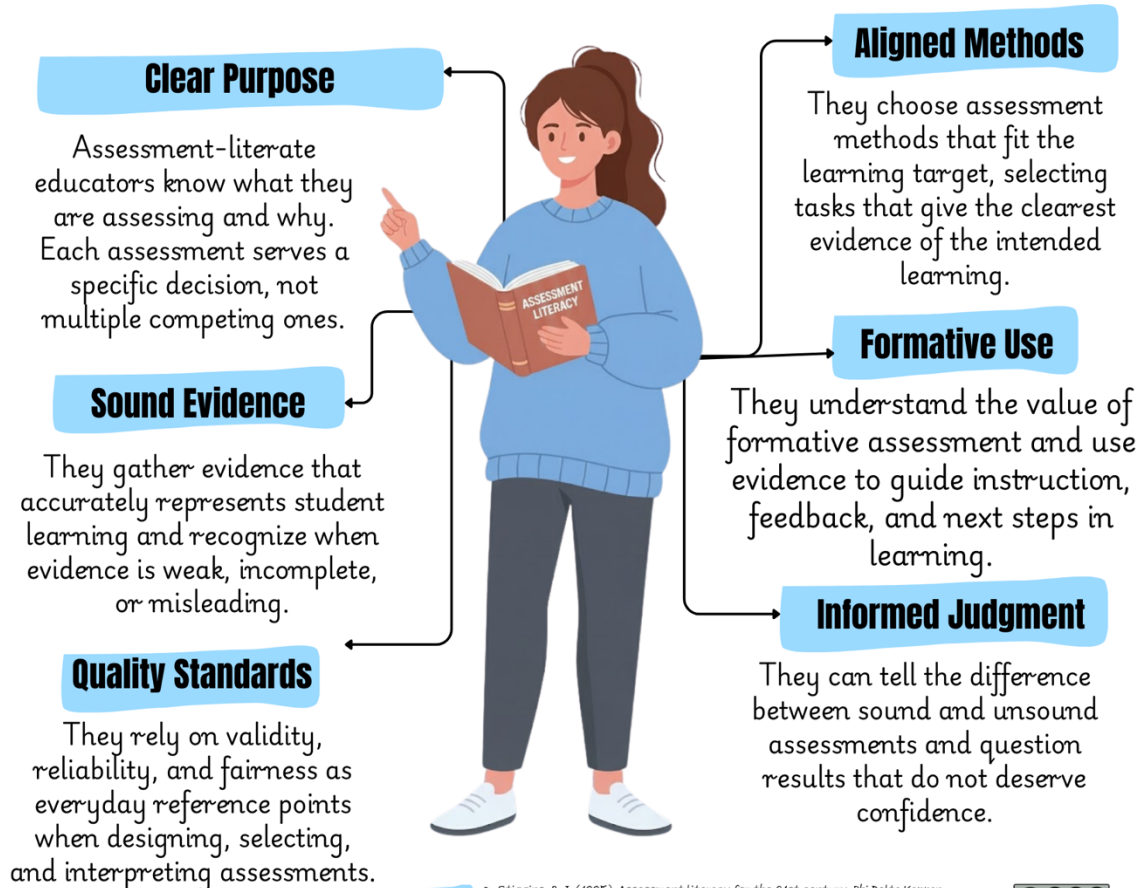 Clear Purpose
Assessment-literate
educators know what they
are assessing and why.
Each assessment serves a
specific decision, not
multiple competing ones.
Sound Evidence
They gather evidence that
accurately represents student
learning and recognize when
evidence is weak, incomplete,
or misleading.
Quality Standards
They rely on validity,
reliability, and fairness as
everyday reference points
when designing, selecting,
and interpreting assessments.
ASSESSMENT
LITERACY
Aligned Methods
They choose assessment
methods that fit the
learning target, selecting
tasks that give the clearest
evidence of the intended
learning.
Formative Use
They understand the value of
formative assessment and use
evidence to guide instruction,
feedback, and next steps in
learning.
Informed Judgment
They can tell the difference
between sound and unsound
assessments and question
results that do not deserve
confidence.